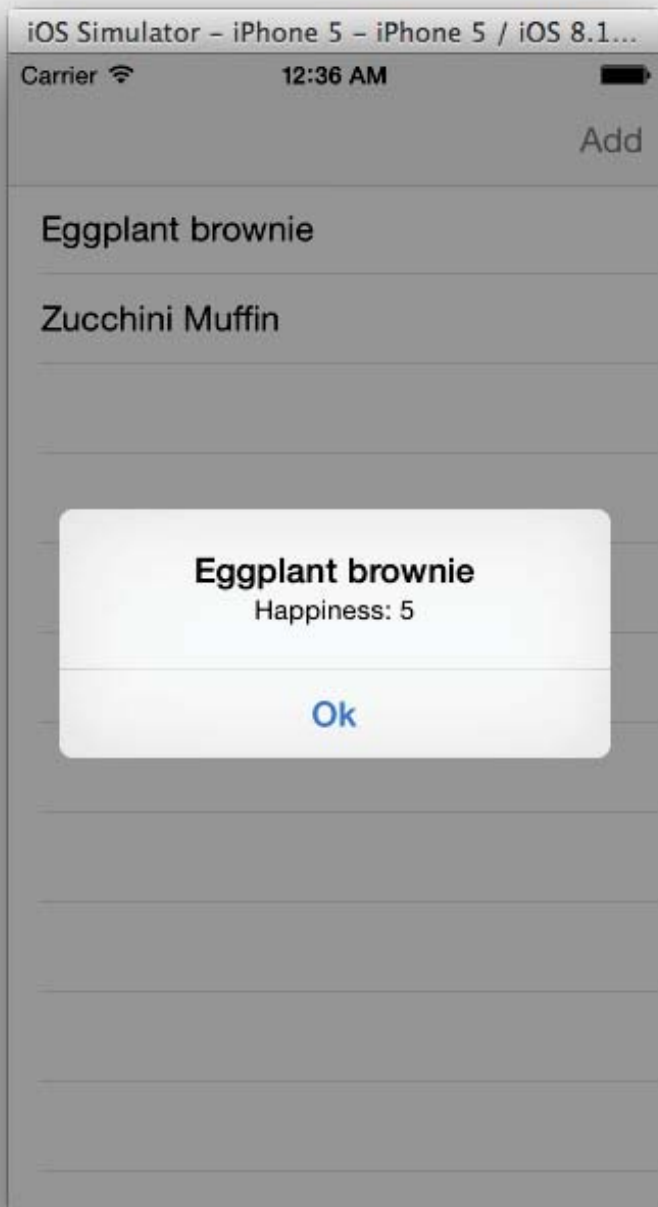 iOS Simulator – iPhone 5 – iPhone 5 / iOS 8.1...
Carrier 12:36 AM
Add
Eggplant brownie
Zucchini Muffin
Eggplant brownie
Happiness: 5
Ok